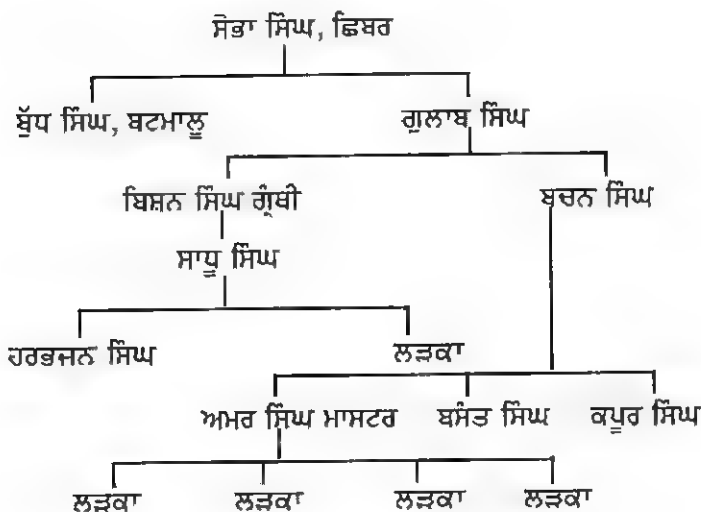 ਸੋਭਾ ਸਿੰਘ, ਛਿਬਰ
ਬੁੱਧ ਸਿੰਘ, ਬਟਮਾਲੂ ਗੁਲਾਬ ਸਿੰਘ
ਬਿਸ਼ਨ ਸਿੰਘ ਗ੍ਰੰਥੀ ਬਚਨ ਸਿੰਘ
ਸਾਧੂ ਸਿੰਘ
ਹਰਭਜਨ ਸਿੰਘ ਲੜਕਾ
ਅਮਰ ਸਿੰਘ ਮਾਸਟਰ ਬਸੰਤ ਸਿੰਘ ਕਪੂਰ ਸਿੰਘ
ਲੜਕਾ ਲੜਕਾ ਲੜਕਾ ਲੜਕਾ